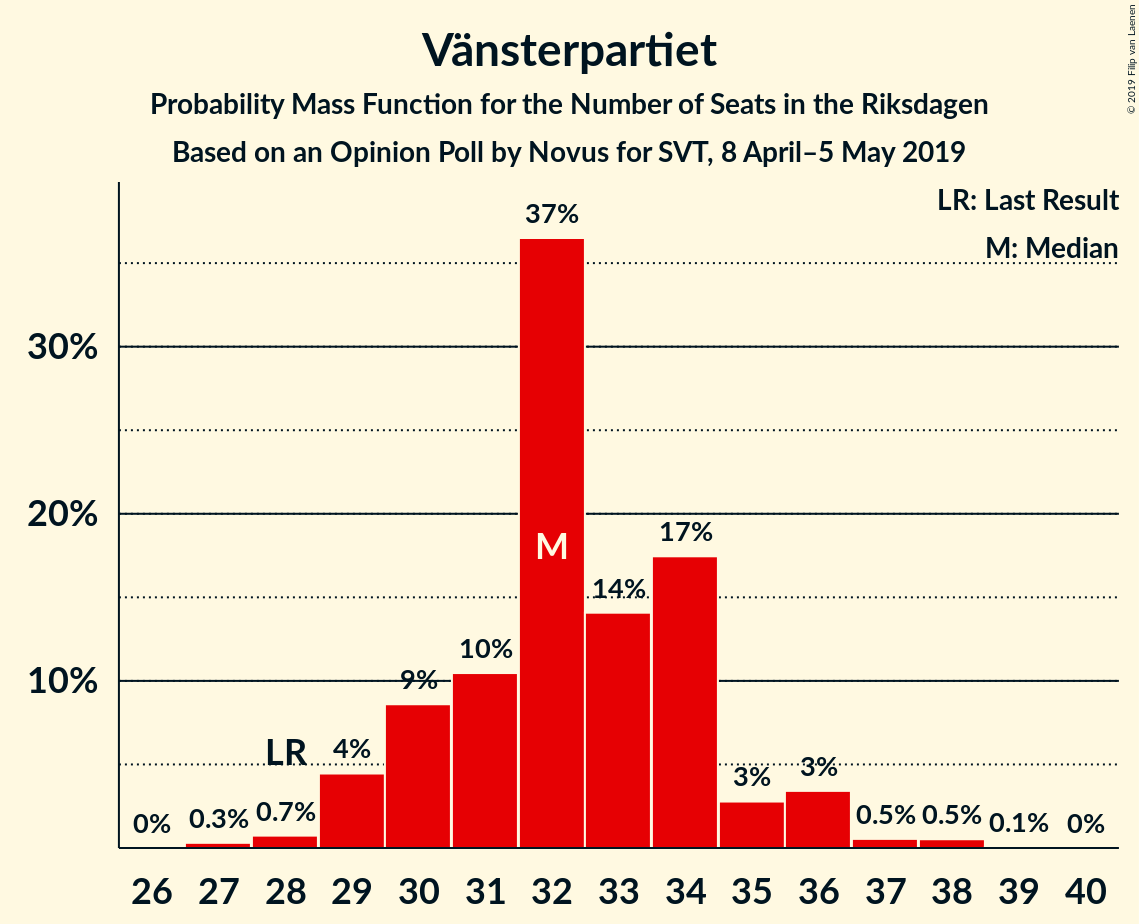 Vänsterpartiet
Probability Mass Function for the Number of Seats in the Riksdagen
Based on an Opinion Poll by Novus for SVT, 8 April–5 May 2019
© 2019 Filip van Laenen
LR: Last Result
M: Median
30%
20%
10%
0%
0.3%
0.7%
LR
4%
9%
10%
37%
M
14%
17%
3%
3%
0.5%
0.5%
0.1%
0%
26 27 28 29 30 31 32 33 34 35 36 37 38 39 40